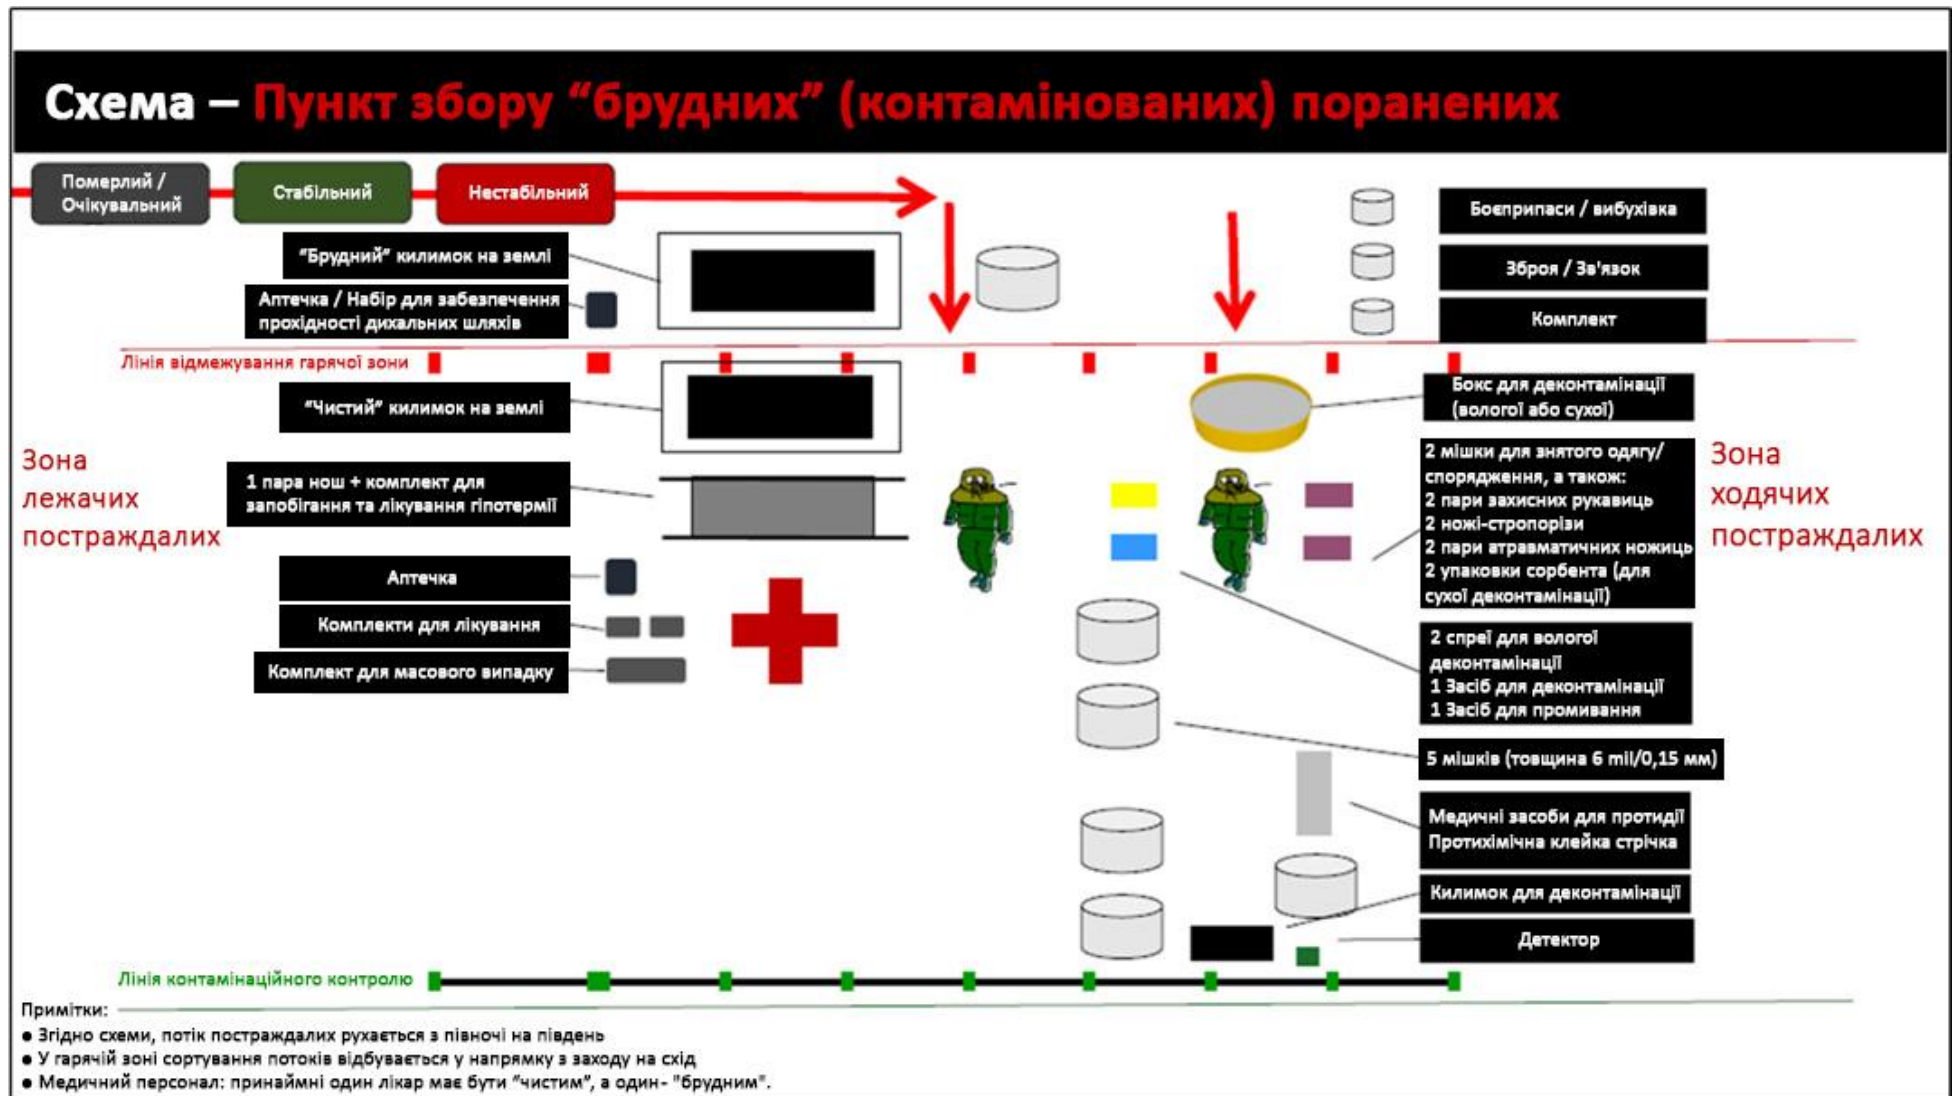 Схема – Пункт збору “брудних” (контамінованих) поранених
Померлий /
Очікувальний
Стабільний
Нестабільний
“Брудний” килимок на землі
Аптечка / Набір для забезпечення
прохідності дихальних шляхів
Боєприпаси / вибухівка
Зброя / Зв'язок
Комплект
Лінія відмежування гарячої зони
“Чистий” килимок на землі
Зона
лежачих
постраждалих
1 пара нош + комплект для
запобігання та лікування гіпотермії
Аптечка
Комплекти для лікування
Комплект для масового випадку
Бокс для деконтамінації
(вологої або сухої)
2 мішки для знятого одягу/
спорядження, а також:
2 пари захисних рукавиць
2 ножі-стропорізи
2 пари атравматичних ножиць
2 упаковки сорбента (для
сухої деконтамінації)
Зона
ходячих
постраждалих
2 спреї для вологої
деконтамінації
1 Засіб для деконтамінації
1 Засіб для промивання
5 мішків (товщина 6 mil/0,15 мм)
Медичні засоби для протидії
Протихімічна клейка стрічка
Килимок для деконтамінації
Детектор
Лінія контамінаційного контролю
Примітки:
● Згідно схеми, потік постраждалих рухається з півночі на південь
● У гарячій зоні сортування потоків відбувається у напрямку з заходу на схід
● Медичний персонал: принаймні один лікар має бути “чистим”, а один- "брудним".